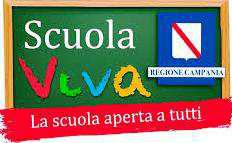 Scuola
Viva
REGIONE CAMPANIA
La scuola aperta a tutti